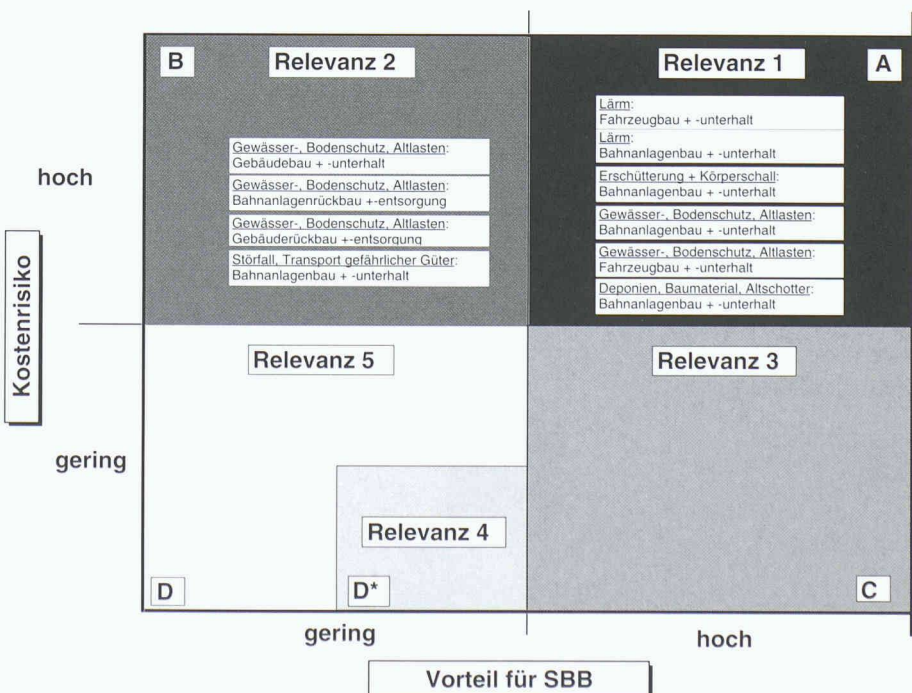 B
Relevanz 2
Relevanz 1
A
Lärm:
Fahrzeugbau + -unterhalt
Lärm:
Bahnanlagenbau + -unterhalt
Erschütterung + Körperschall:
Bahnanlagenbau + -unterhalt
Gewässer-, Bodenschutz, Altlasten:
Bahnanlagenbau + -unterhalt
Gewässer-, Bodenschutz, Altlasten:
Fahrzeugbau + -unterhalt
Deponien, Baumaterial, Altschotter:
Bahnanlagenbau + -unterhalt
Gewässer-, Bodenschutz, Altlasten:
Gebäudebau + -unterhalt
Gewässer-, Bodenschutz, Altlasten:
Bahnanlagenrückbau +-entsorgung
Gewässer-, Bodenschutz, Altlasten:
Gebäuderückbau +-entsorgung
Störfall, Transport gefährlicher Güter:
Bahnanlagenbau + -unterhalt
hoch
Kostenrisiko
gering
Relevanz 5
Relevanz 3
Relevanz 4
D
D*
C
gering
hoch
Vorteil für SBB